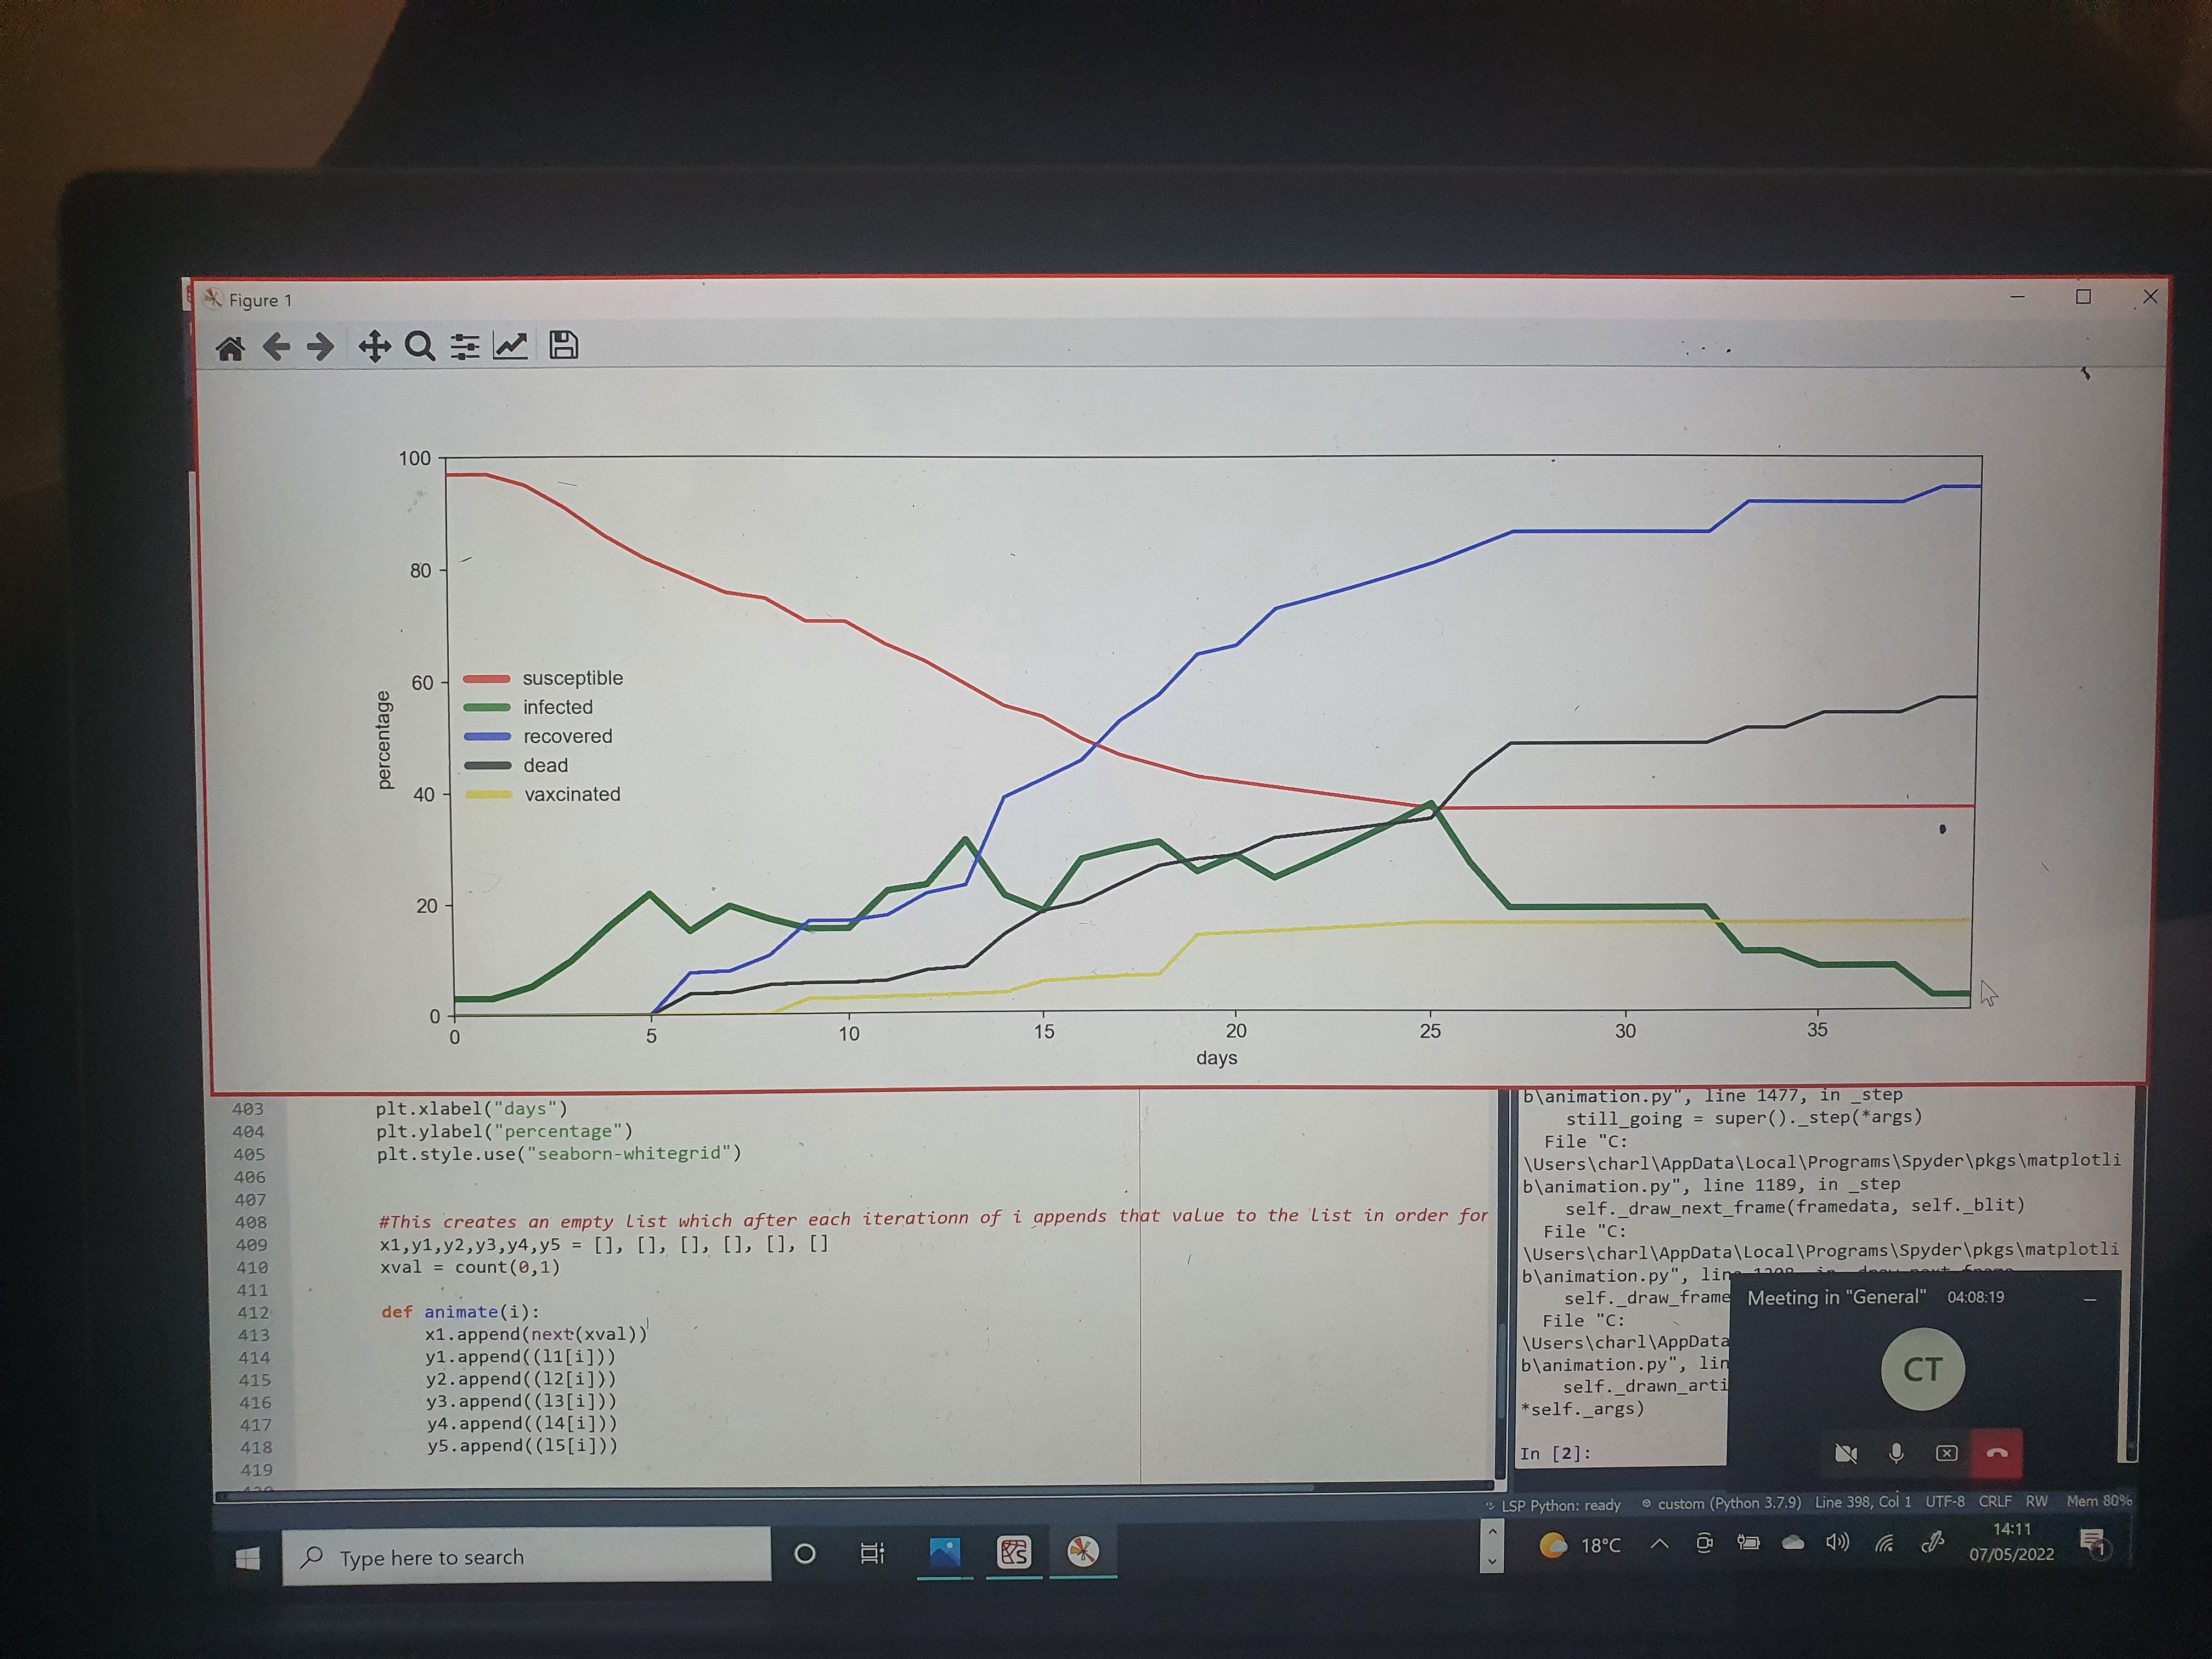 Figure 1
100
80
60
40
20
0
percentage
susceptible
infected
recovered
dead
vaxcinated
0 5 10 15 20 25 30 35
days
403 plt.xlabel("days")
404 plt.ylabel("percentage")
405 plt.style.use("seaborn-whitegrid")
406
407
408 #This creates an empty list which after each iterationn of i appends that value to the list in order for
409 x1,y1,y2,y3,y4,y5 = [], [], [], [], [], []
410 xval = count(0,1)
411
412 def animate(i):
413 x1.append(next(xval))
414 y1.append((l1[i]))
415 y2.append((l2[i]))
416 y3.append((l3[i]))
417 y4.append((l4[i]))
418 y5.append((l5[i]))
419
b\animation.py", line 1477, in _step
still_going = super()._step(*args)
File "C:
\Users\charl\AppData\Local\Programs\Spyder\pkgs\matplotli
b\animation.py", line 1189, in _step
self._draw_next_frame(framedata, self._blit)
File "C:
\Users\charl\AppData\Local\Programs\Spyder\pkgs\matplotli
b\animation.py", lin
self._draw_frame
File "C:
\Users\charl\AppData
b\animation.py", lin
self._drawn_arti
*self._args)
In [2]:
Meeting in "General" 04:08:19
CT
LSP Python: ready custom (Python 3.7.9) Line 398, Col 1 UTF-8 CRLF RW Mem 80%
Type here to search
18°C
14:11
07/05/2022
1